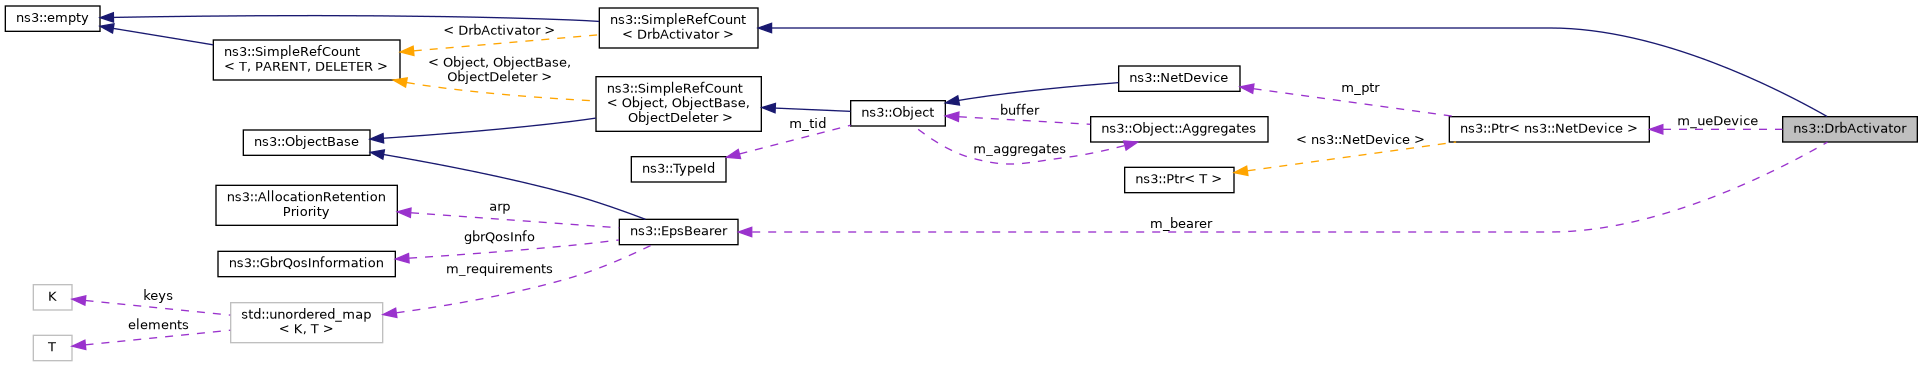 ns3::empty
ns3::SimpleRefCount
< T, PARENT, DELETER >
< DrbActivator >
< Object, ObjectBase,
ObjectDeleter >
ns3::SimpleRefCount
< DrbActivator >
ns3::SimpleRefCount
< Object, ObjectBase,
ObjectDeleter >
ns3::ObjectBase
m_tid
ns3::TypeId
ns3::Object
buffer
m_aggregates
ns3::NetDevice
ns3::Object::Aggregates
ns3::Ptr< T >
m_ptr
< ns3::NetDevice >
ns3::Ptr< ns3::NetDevice >
m_ueDevice
ns3::DrbActivator
m_bearer
ns3::AllocationRetention
Priority
arp
gbrQosInfo
m_requirements
ns3::EpsBearer
ns3::GbrQosInformation
K
keys
elements
T
std::unordered_map
< K, T >